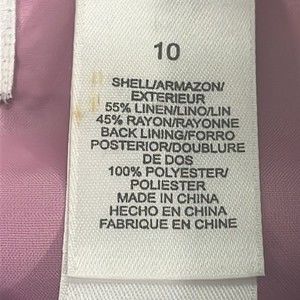 10
SHELL/ARMAZON/
EXTERIEUR
55% LINEN/LINO/LIN
45% RAYON/RAYONNE
BACK LINING/FORRO
POSTERIOR/DOUBLURE
DE DOS
100% POLYESTER/
POLIESTER
MADE IN CHINA
HECHO EN CHINA
FABRIQUE EN CHINE